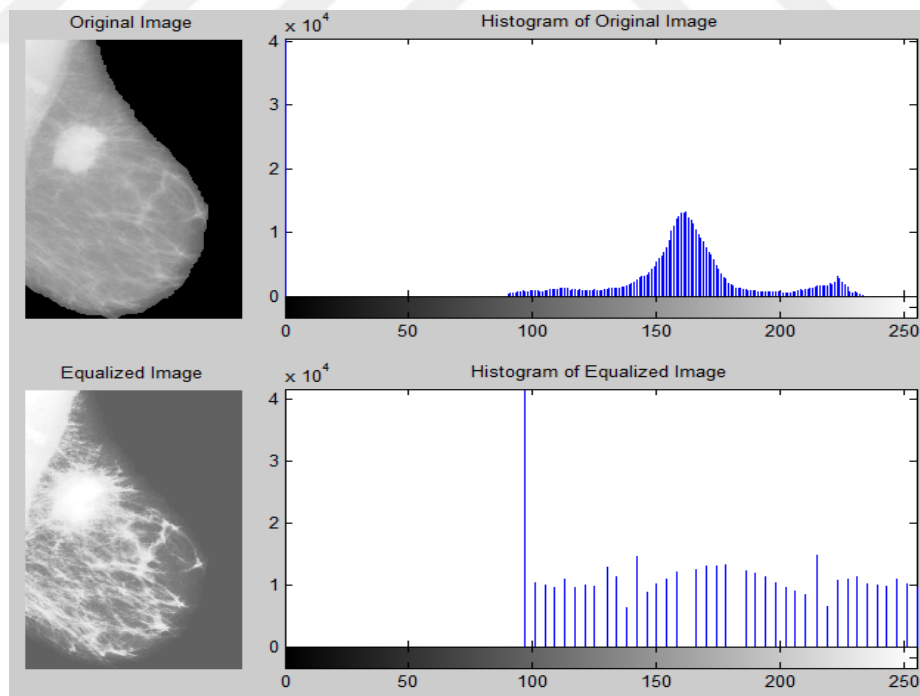 Original Image
Histogram of Original Image
x 10^4
4
3
2
1
0
0 50 100 150 200 250
Equalized Image
Histogram of Equalized Image
x 10^4
4
3
2
1
0
0 50 100 150 200 250